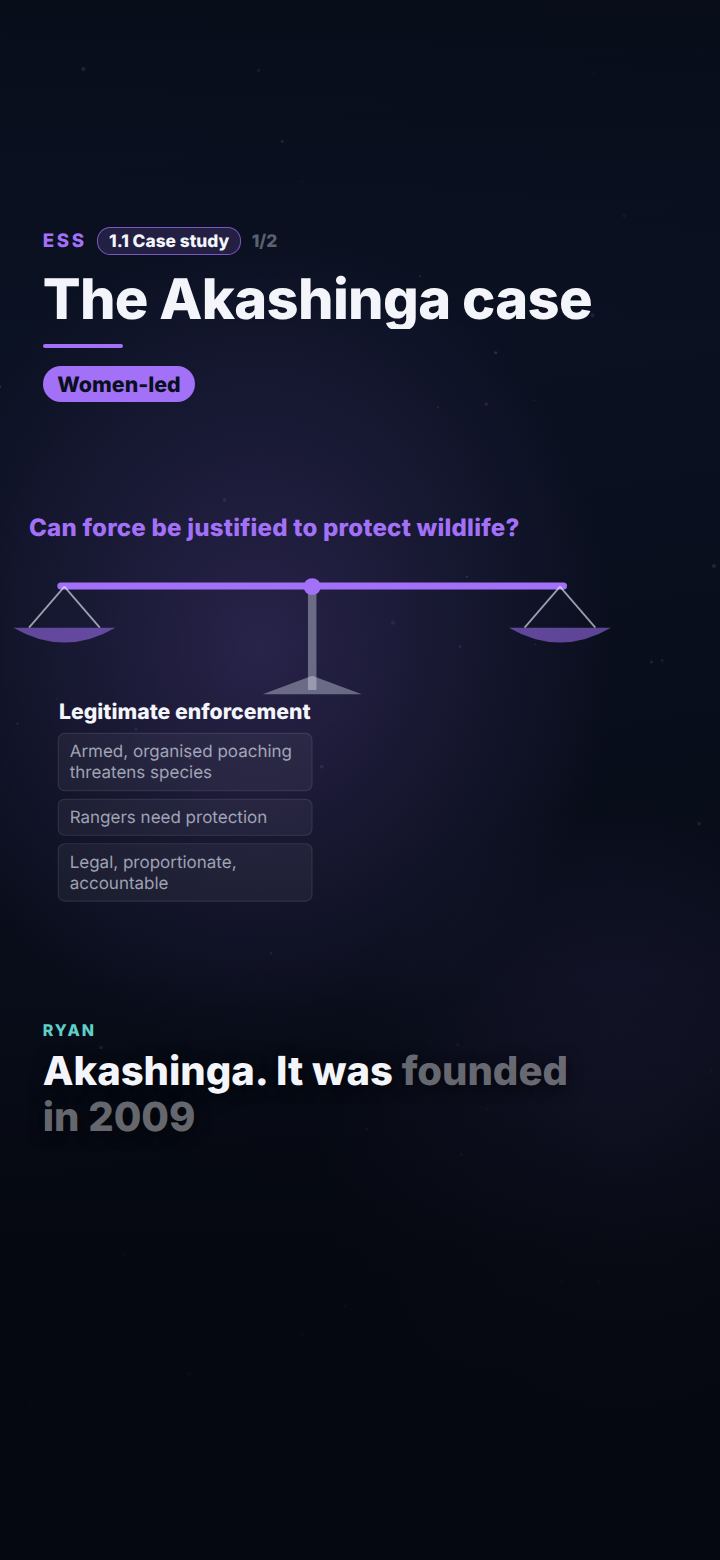 ESS 1.1 Case study 1/2
The Akashinga case
Women-led
Can force be justified to protect wildlife?
Legitimate enforcement
Armed, organised poaching
threatens species
Rangers need protection
Legal, proportionate,
accountable
RYAN
Akashinga. It was founded
in 2009